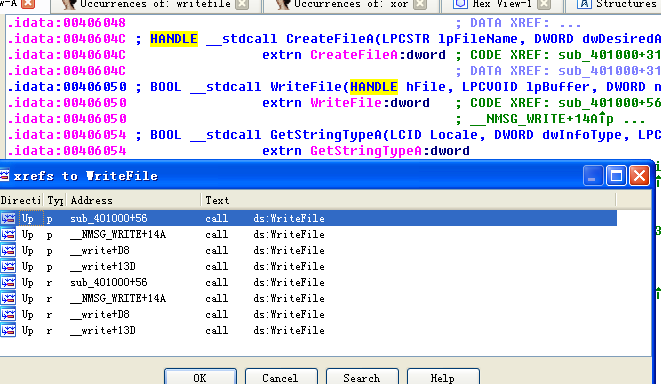 w-A Occurrences of: writefile Occurrences of: xor Hex View-1 Structures
.idata:00406048 ; DATA XREF: ...
.idata:0040604C ; HANDLE __stdcall CreateFileA(LPCSTR lpFileName, DWORD dwDesiredA
.idata:0040604C extrn CreateFileA:dword ; CODE XREF: sub_401000+31
.idata:0040604C ; DATA XREF: sub_401000+31
.idata:00406050 ; BOOL __stdcall WriteFile(HANDLE hFile, LPCVOID lpBuffer, DWORD n
.idata:00406050 extrn WriteFile:dword ; CODE XREF: sub_401000+56
.idata:00406050 ; __NMSG_WRITE+14A↑p ...
.idata:00406054 ; BOOL __stdcall GetStringTypeA(LCID Locale, DWORD dwInfoType, LPC
.idata:00406054 extrn GetStringTypeA:dword
xrefs to WriteFile
Directi Typ Address Text
Up p sub_401000+56 call ds:WriteFile
Up p __NMSG_WRITE+14A call ds:WriteFile
Up p __write+D8 call ds:WriteFile
Up p __write+13D call ds:WriteFile
Up r sub_401000+56 call ds:WriteFile
Up r __NMSG_WRITE+14A call ds:WriteFile
Up r __write+D8 call ds:WriteFile
Up r __write+13D call ds:WriteFile
OK Cancel Search Help